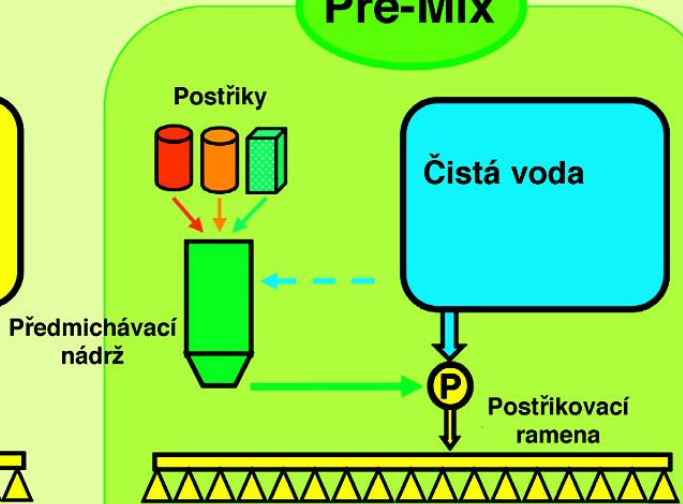 Pre-Mix
Postřiky
Čistá voda
Předmichávací
nádrž
P
Postřikovací
ramena